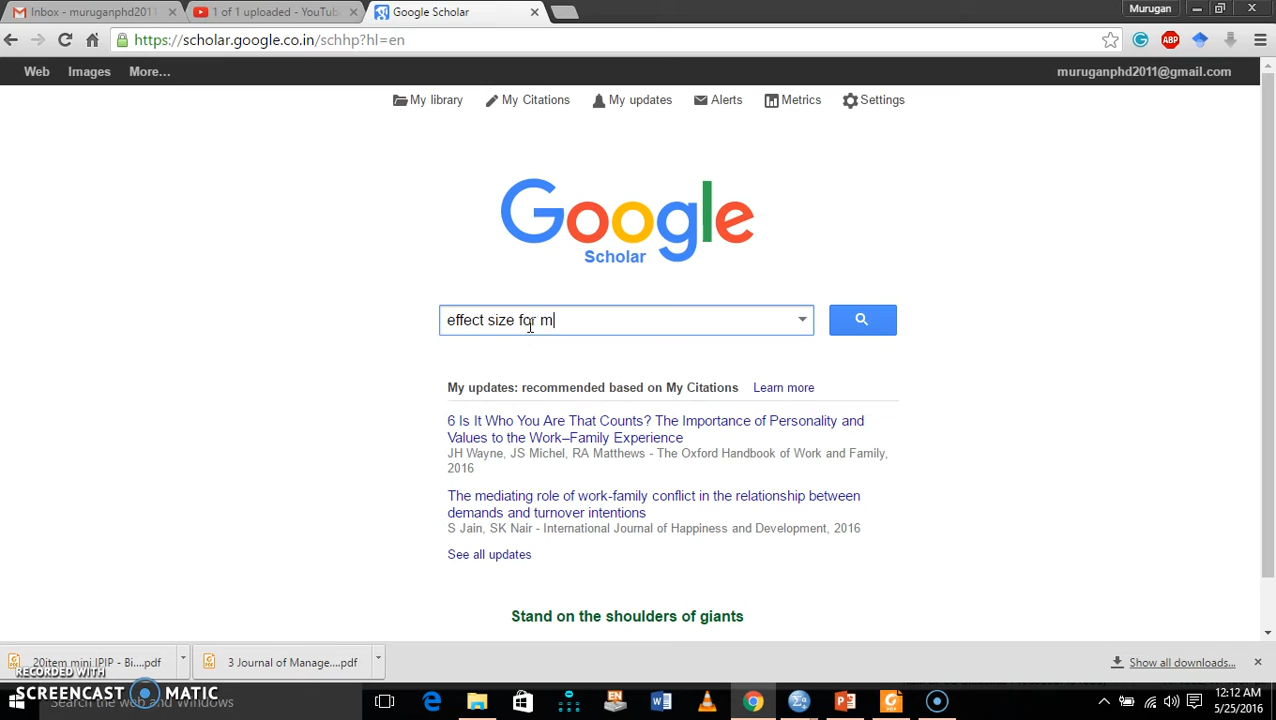 Inbox - muruganphd2011 1 of 1 uploaded - YouTub Google Scholar Murugan
https://scholar.google.co.in/schhp?hl=en
ABP
Web Images More... muruganphd2011@gmail.com
My library My Citations My updates Alerts Metrics Settings
Google
Scholar
effect size for m
My updates: recommended based on My Citations Learn more
6 Is It Who You Are That Counts? The Importance of Personality and
Values to the Work–Family Experience
JH Wayne, JS Michel, RA Matthews - The Oxford Handbook of Work and Family,
2016
The mediating role of work-family conflict in the relationship between
demands and turnover intentions
S Jain, SK Nair - International Journal of Happiness and Development, 2016
See all updates
Stand on the shoulders of giants
20item mini IPIP - Bi....pdf 3 Journal of Manage....pdf Show all downloads...
RECORDED WITH
SCREENCAST MATIC
Search the web and Windows
EN
12:12 AM
5/25/2016